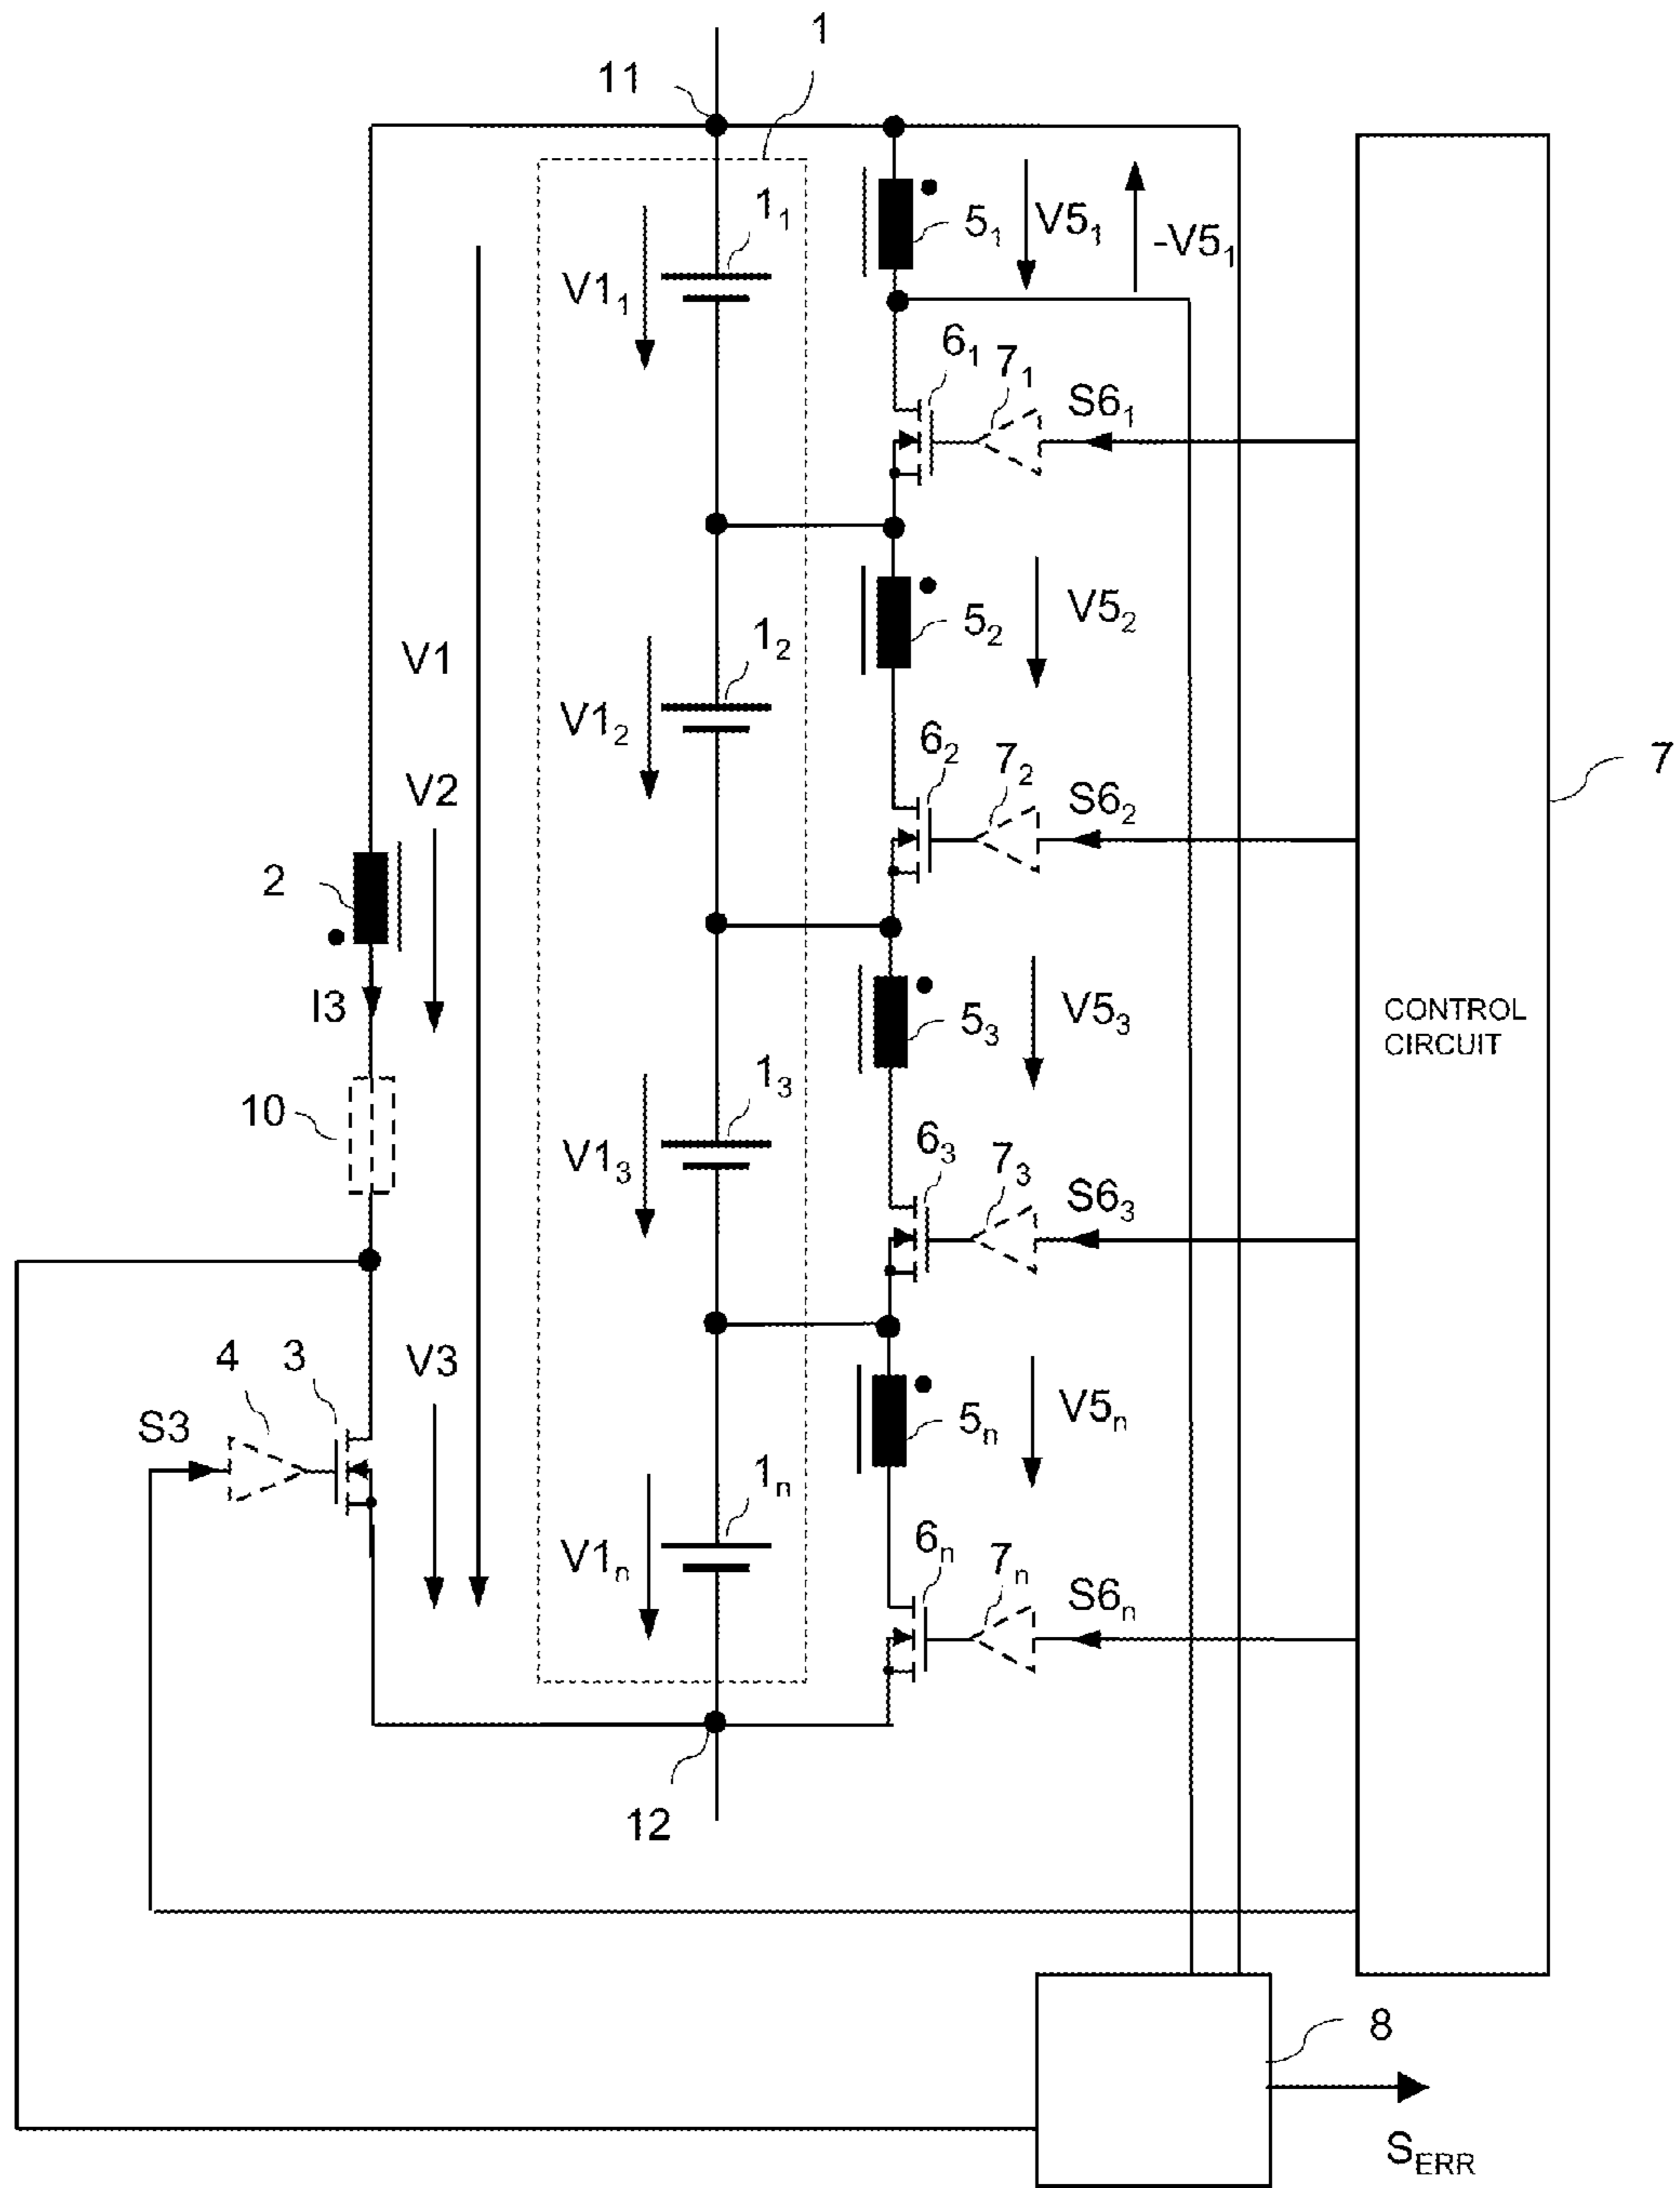 1
11
1₁
V1₁
5₁
V5₁
-V5₁
6₁
7₁
S6₁
V1
1₂
V1₂
5₂
V5₂
V2
6₂
7₂
S6₂
7
2
I3
5₃
V5₃
CONTROL
CIRCUIT
10
1₃
V1₃
6₃
7₃
S6₃
4
3
V3
S3
5ₙ
V5ₙ
1ₙ
V1ₙ
6ₙ
7ₙ
S6ₙ
12
8
S_ERR